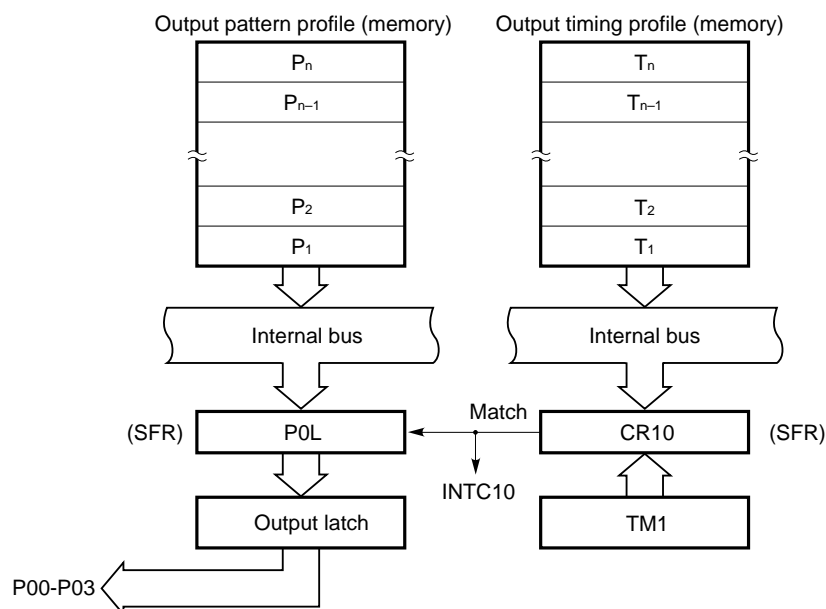 Output pattern profile (memory) Output timing profile (memory)
Pn Tn
Pn–1 Tn–1
P2 T2
P1 T1
Internal bus Internal bus
Match
(SFR) P0L CR10 (SFR)
INTC10
Output latch TM1
P00-P03